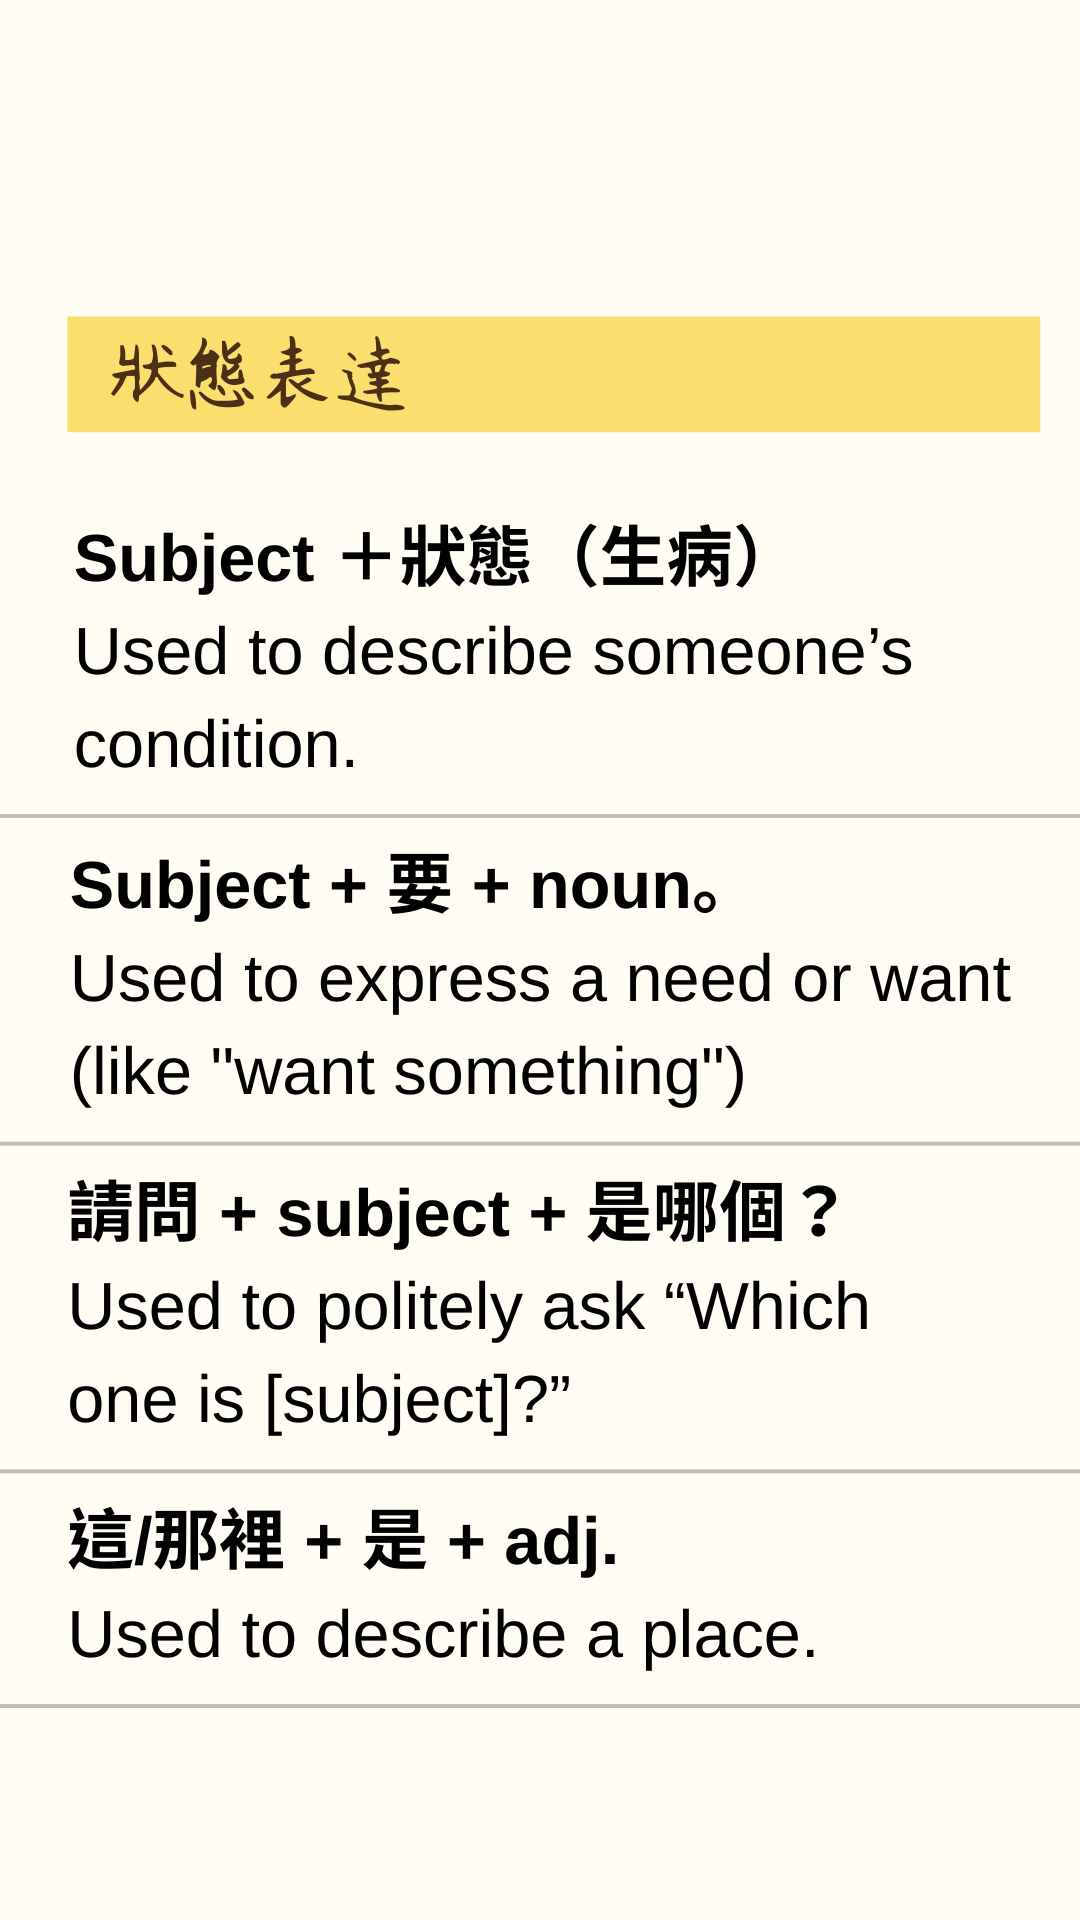 狀態表達
Subject ＋狀態（生病）
Used to describe someone’s
condition.
Subject + 要 + noun。
Used to express a need or want
(like "want something")
請問 + subject + 是哪個？
Used to politely ask “Which
one is [subject]?”
這/那裡 + 是 + adj.
Used to describe a place.